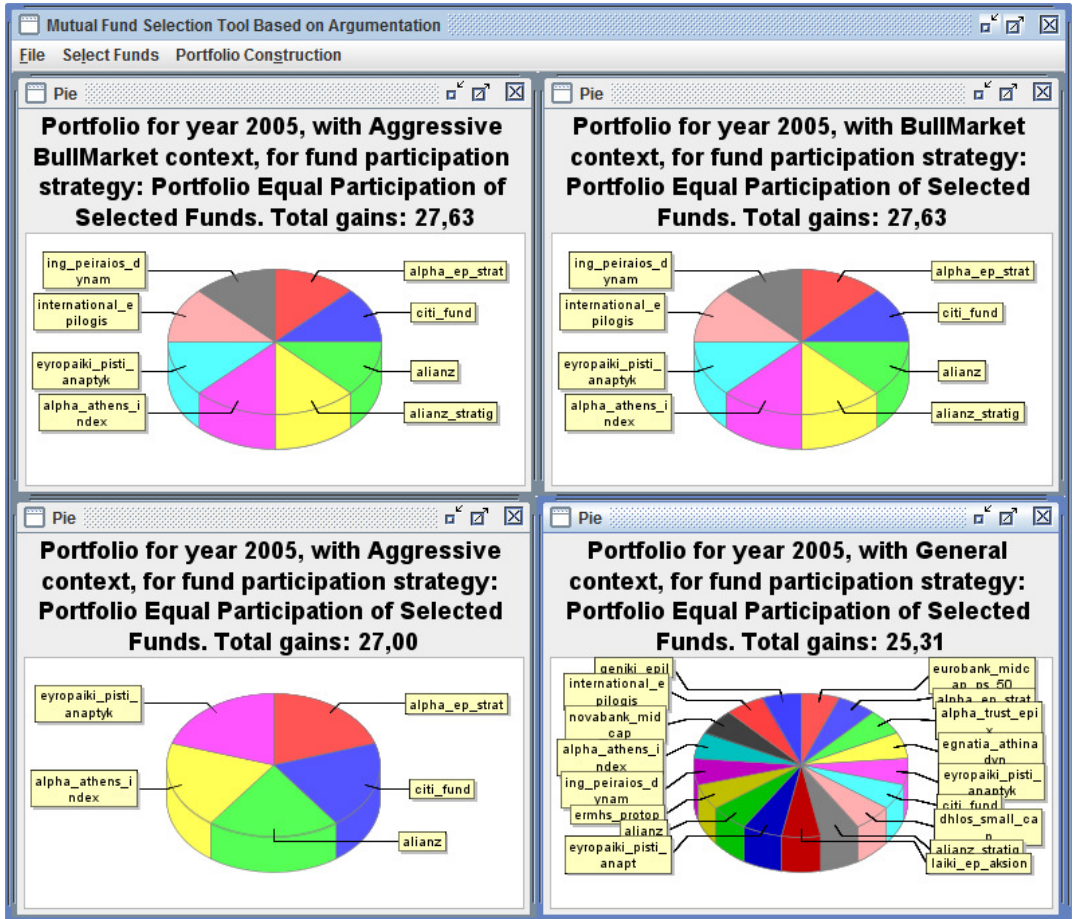 Mutual Fund Selection Tool Based on Argumentation
File Select Funds Portfolio Construction
Pie
Portfolio for year 2005, with Aggressive
BullMarket context, for fund participation
strategy: Portfolio Equal Participation of
Selected Funds. Total gains: 27,63
ing_peiraios_d
ynam
international_e
pilogis
eyropaiki_pisti_
anaptyk
alpha_athens_i
ndex
alpha_ep_strat
citi_fund
alianz
alianz_stratig
Pie
Portfolio for year 2005, with BullMarket
context, for fund participation strategy:
Portfolio Equal Participation of Selected
Funds. Total gains: 27,63
ing_peiraios_d
ynam
international_e
pilogis
eyropaiki_pisti_
anaptyk
alpha_athens_i
ndex
alpha_ep_strat
citi_fund
alianz
alianz_stratig
Pie
Portfolio for year 2005, with Aggressive
context, for fund participation strategy:
Portfolio Equal Participation of Selected
Funds. Total gains: 27,00
eyropaiki_pisti_
anaptyk
alpha_athens_i
ndex
alpha_ep_strat
citi_fund
alianz
Pie
Portfolio for year 2005, with General
context, for fund participation strategy:
Portfolio Equal Participation of Selected
Funds. Total gains: 25,31
geniki_epil
international_e
pilogis
novabank_mid
cap
alpha_athens_i
ndex
ing_peiraios_d
ynam
ermhs_protop
alianz
eyropaiki_pisti_
anapt
eurobank_midc
ap_ps_50
alpha_ep_strat
alpha_trust_epi
x
egnatia_athina
dyn
eyropaiki_pisti_
anaptyk
citi_fund
dhlos_small_ca
p
alianz_stratig
laiki_ep_aksion